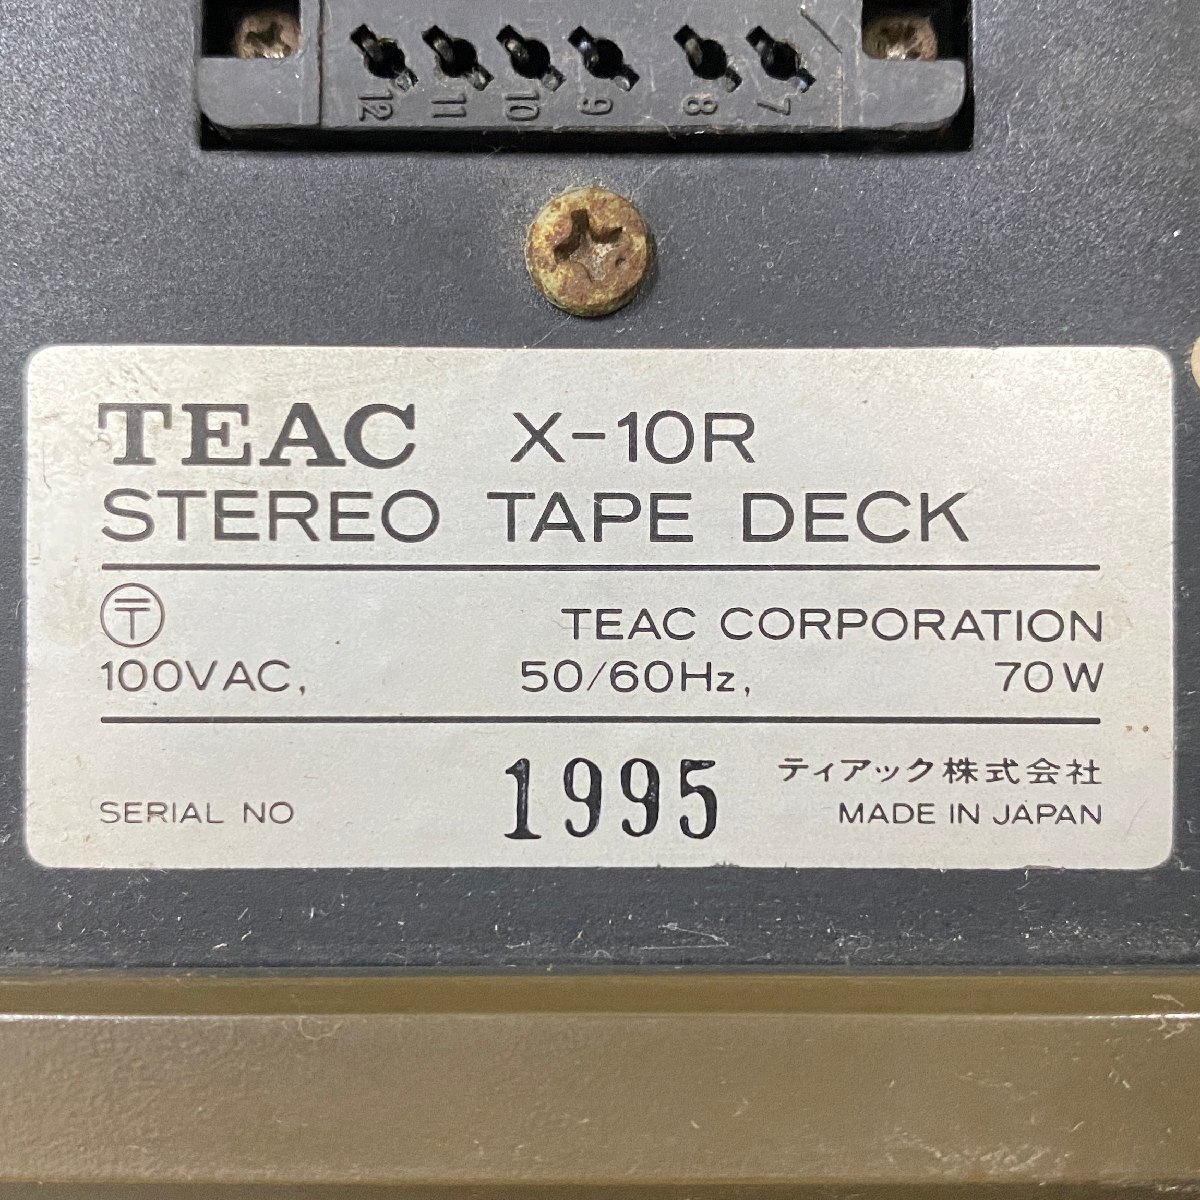 12 11 10 9 8 7
TEAC X-10R
STEREO TAPE DECK
TEAC CORPORATION
100VAC, 50/60Hz, 70W
ティアック株式会社
SERIAL NO 1995 MADE IN JAPAN